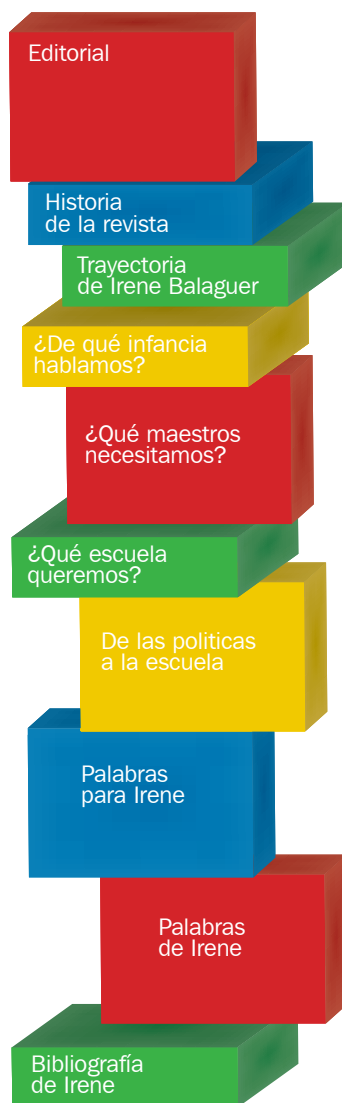 Editorial
Historia
de la revista
Trayectoria
de Irene Balaguer
¿De qué infancia
hablamos?
¿Qué maestros
necesitamos?
¿Qué escuela
queremos?
De las politicas
a la escuela
Palabras
para Irene
Palabras
de Irene
Bibliografía
de Irene